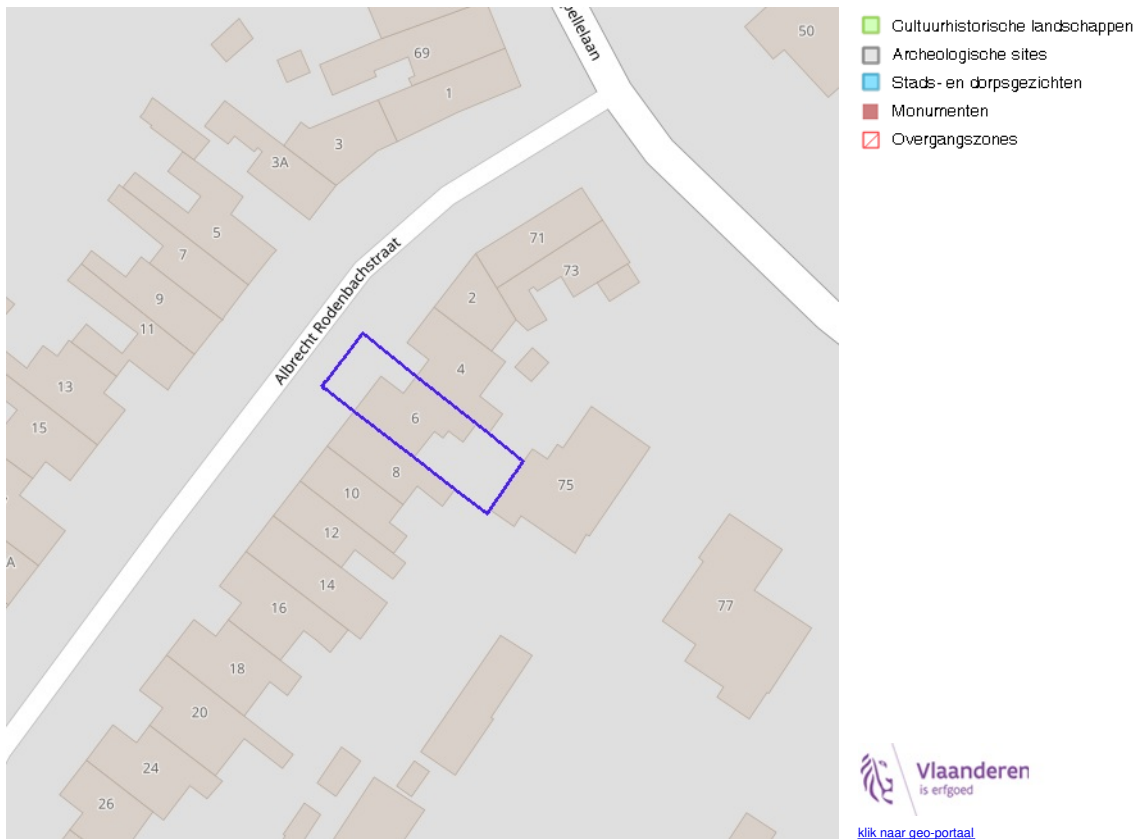 pellelaan
50
69
1
3
3A
5
7
9
11
13
15
A
Albrecht Rodenbachstraat
71
73
2
4
6
8
10
12
14
16
18
20
24
26
75
77
Cultuurhistorische landschappen
Archeologische sites
Stads- en dorpsgezichten
Monumenten
Overgangszones
Vlaanderen
is erfgoed
klik naar geo-portaal